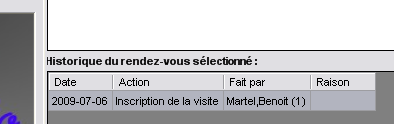 Historique du rendez-vous sélectionné :
Date Action Fait par Raison
2009-07-06 Inscription de la visite Martel,Benoit (1)